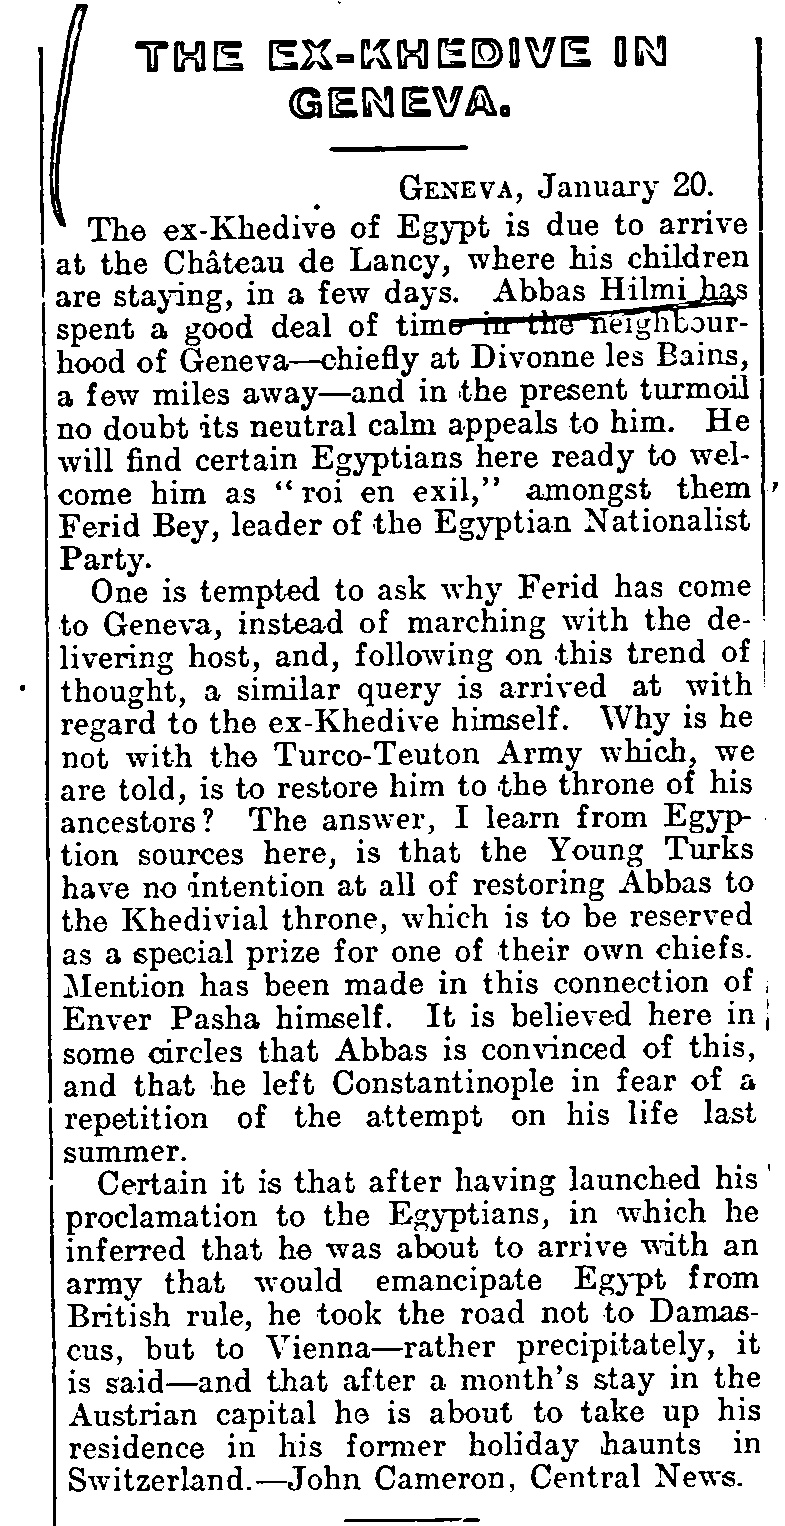 THE EX-KHEDIVE IN
GENEVA.
GENEVA, January 20.
The ex-Khedive of Egypt is due to arrive
at the Château de Lancy, where his children
are staying, in a few days. Abbas Hilmi has
spent a good deal of time in the neighbour-
hood of Geneva—chiefly at Divonne les Bains,
a few miles away—and in the present turmoil
no doubt its neutral calm appeals to him. He
will find certain Egyptians here ready to wel-
come him as "roi en exil," amongst them
Ferid Bey, leader of the Egyptian Nationalist
Party.
One is tempted to ask why Ferid has come
to Geneva, instead of marching with the de-
livering host, and, following on this trend of
thought, a similar query is arrived at with
regard to the ex-Khedive himself. Why is he
not with the Turco-Teuton Army which, we
are told, is to restore him to the throne of his
ancestors? The answer, I learn from Egyp-
tion sources here, is that the Young Turks
have no intention at all of restoring Abbas to
the Khedivial throne, which is to be reserved
as a special prize for one of their own chiefs.
Mention has been made in this connection of
Enver Pasha himself. It is believed here in
some circles that Abbas is convinced of this,
and that he left Constantinople in fear of a
repetition of the attempt on his life last
summer.
Certain it is that after having launched his
proclamation to the Egyptians, in which he
inferred that he was about to arrive with an
army that would emancipate Egypt from
British rule, he took the road not to Damas-
cus, but to Vienna—rather precipitately, it
is said—and that after a month's stay in the
Austrian capital he is about to take up his
residence in his former holiday haunts in
Switzerland.—John Cameron, Central News.